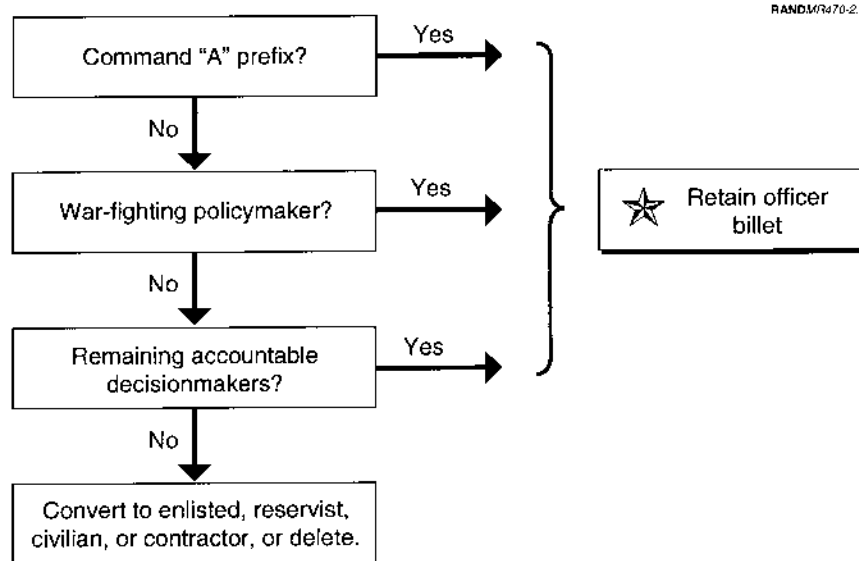 RANDMR470-2.
Command “A” prefix?
Yes
No
War-fighting policymaker?
Yes
Retain officer
billet
No
Remaining accountable
decisionmakers?
Yes
No
Convert to enlisted, reservist,
civilian, or contractor, or delete.